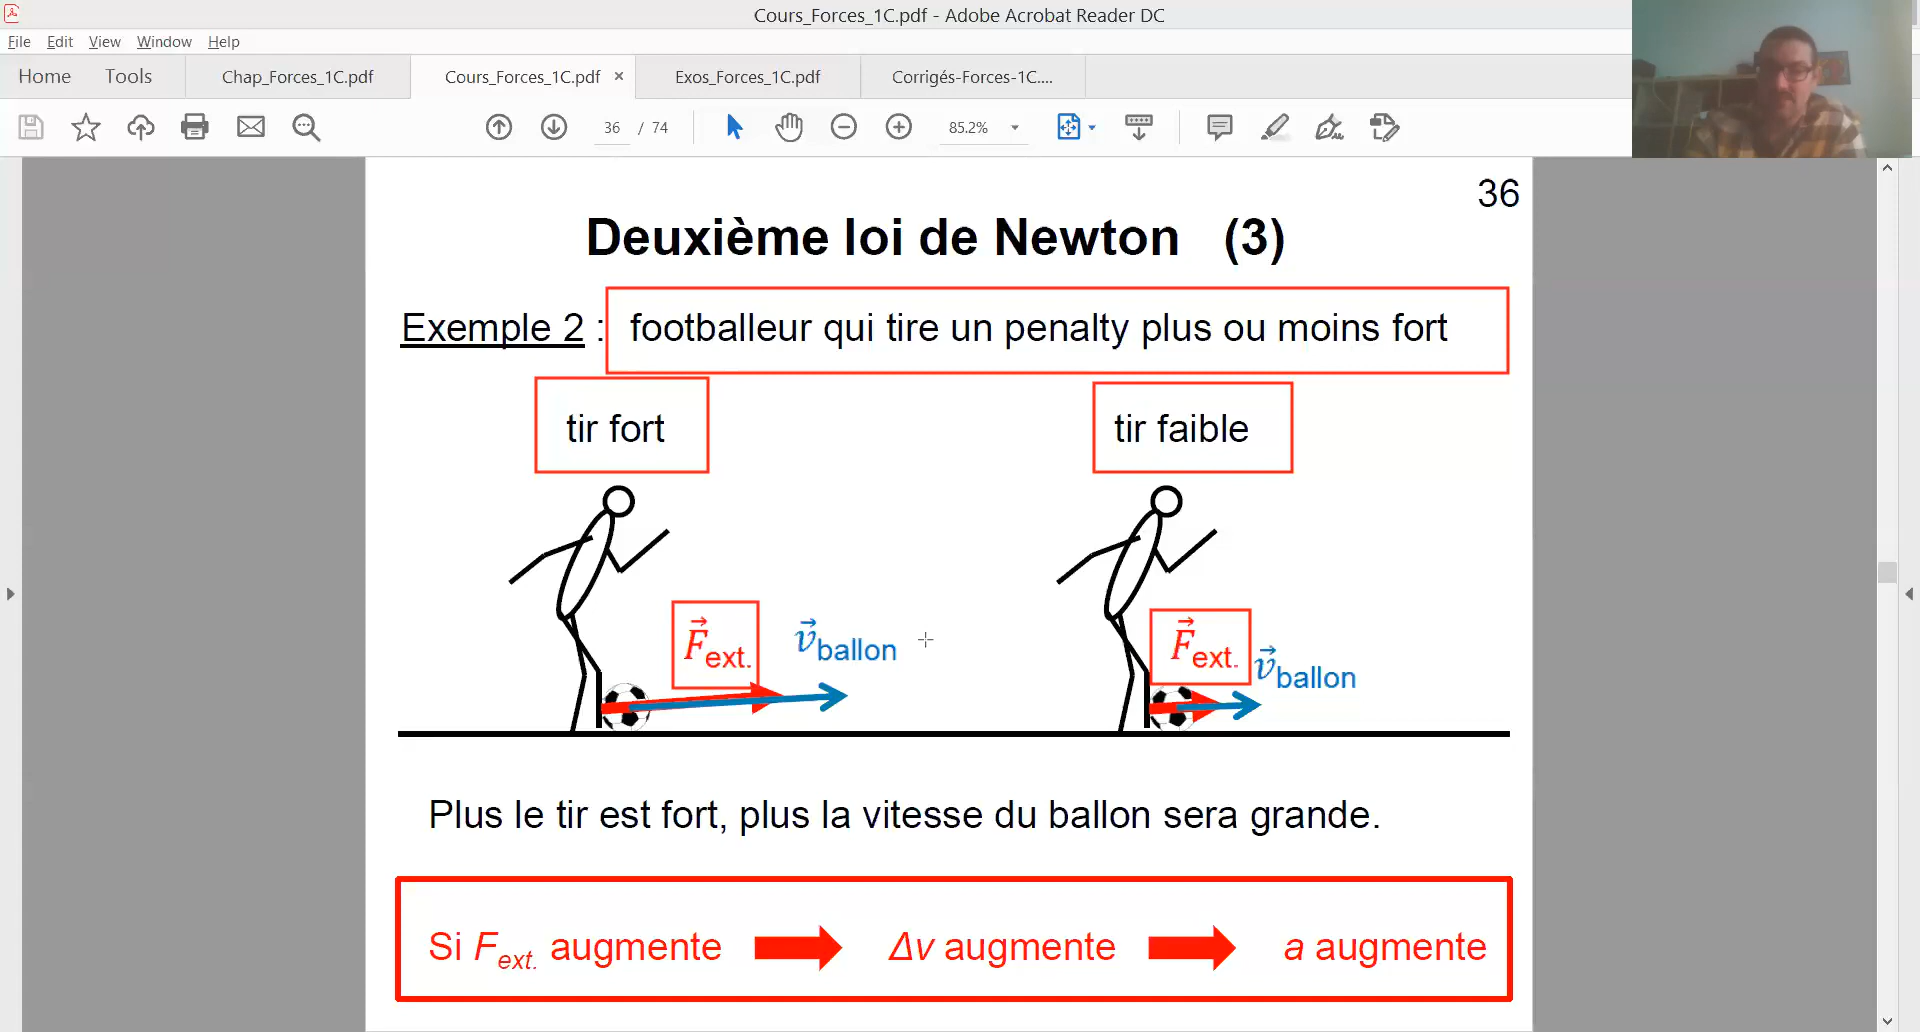 Cours_Forces_1C.pdf - Adobe Acrobat Reader DC
File Edit View Window Help
Home Tools Chap_Forces_1C.pdf Cours_Forces_1C.pdf × Exos_Forces_1C.pdf Corrigés-Forces-1C....
36 / 74 85.2%
36
Deuxième loi de Newton (3)
Exemple 2 : footballeur qui tire un penalty plus ou moins fort
tir fort tir faible
F⃗ext. v⃗ballon F⃗ext. v⃗ballon
Plus le tir est fort, plus la vitesse du ballon sera grande.
Si Fext. augmente Δv augmente a augmente